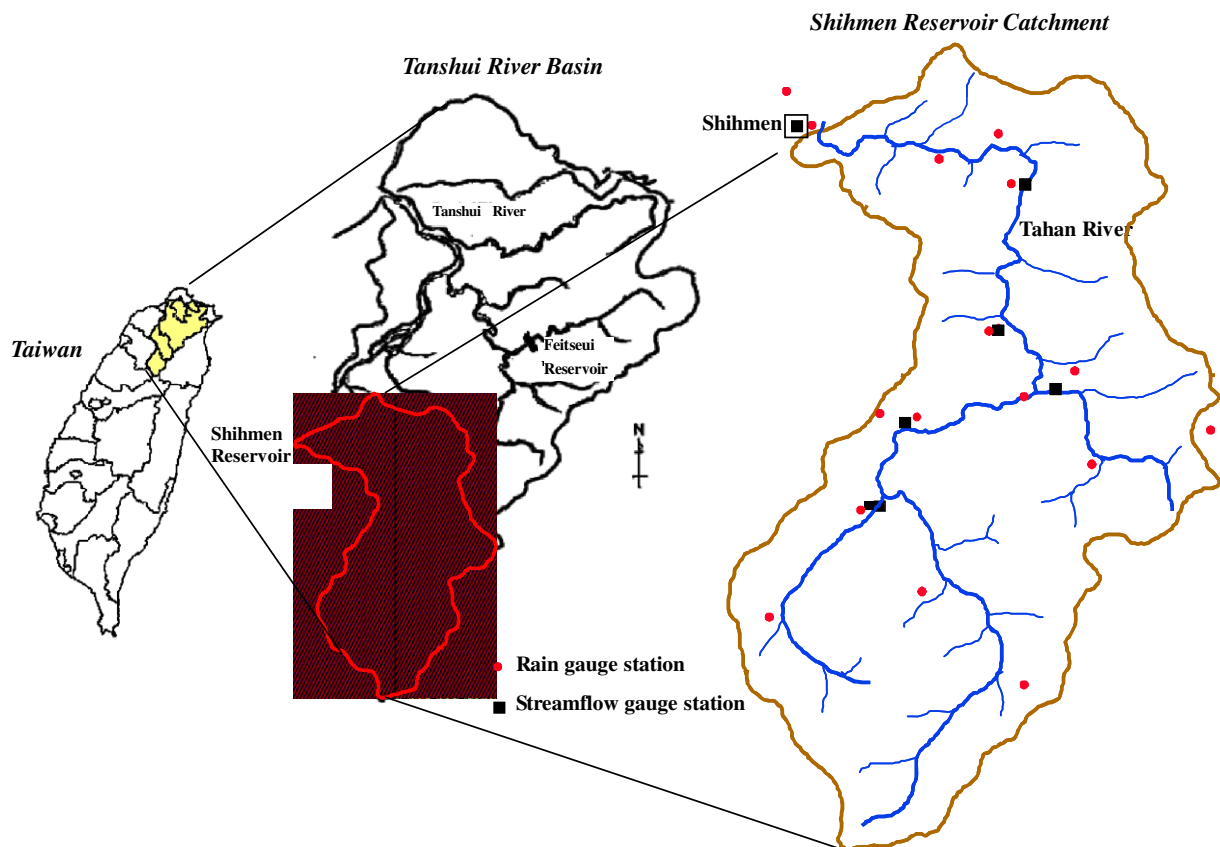 Shihmen Reservoir Catchment
Tanshui River Basin
Shihmen
Tanshui River
Tahan River
Taiwan
Feitseui
Reservoir
Shihmen
Reservoir
N
Rain gauge station
Streamflow gauge station